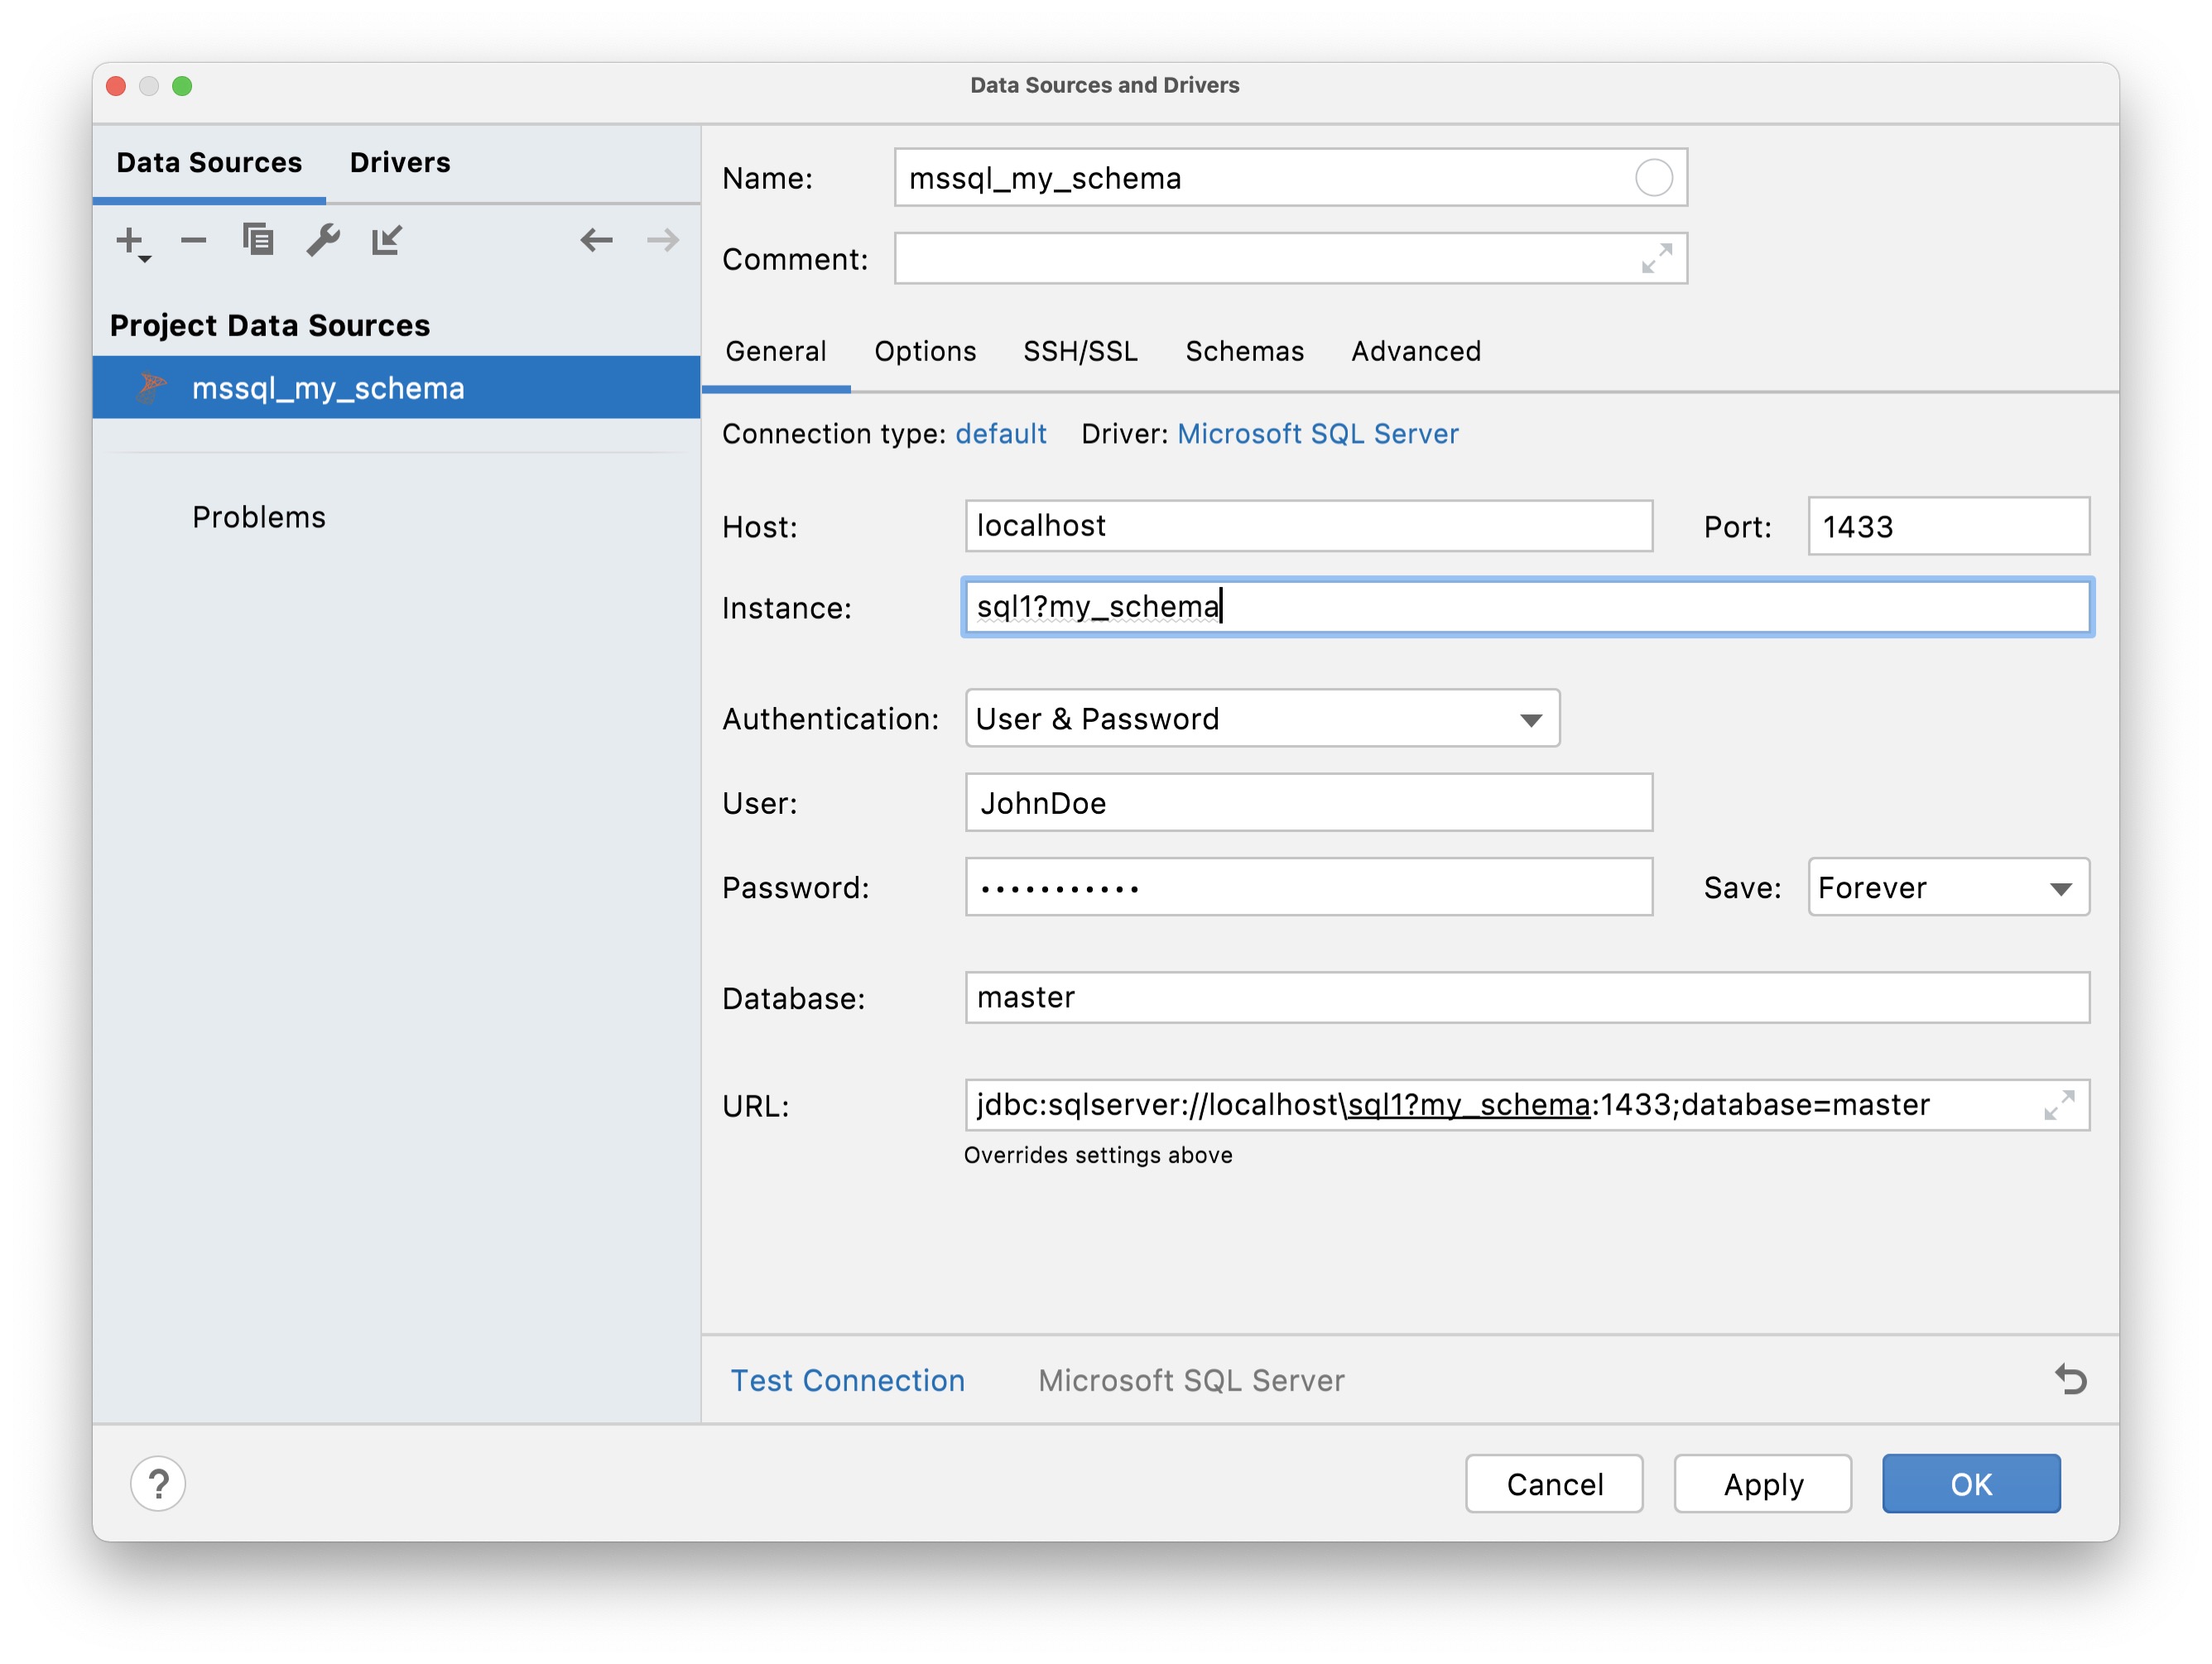 Data Sources and Drivers
Data Sources Drivers
Project Data Sources
mssql_my_schema
Problems
Name: mssql_my_schema
Comment:
General Options SSH/SSL Schemas Advanced
Connection type: default Driver: Microsoft SQL Server
Host: localhost Port: 1433
Instance: sql1?my_schema
Authentication: User & Password
User: JohnDoe
Password: ••••••••••• Save: Forever
Database: master
URL: jdbc:sqlserver://localhost\sql1?my_schema:1433;database=master
Overrides settings above
Test Connection Microsoft SQL Server
? Cancel Apply OK